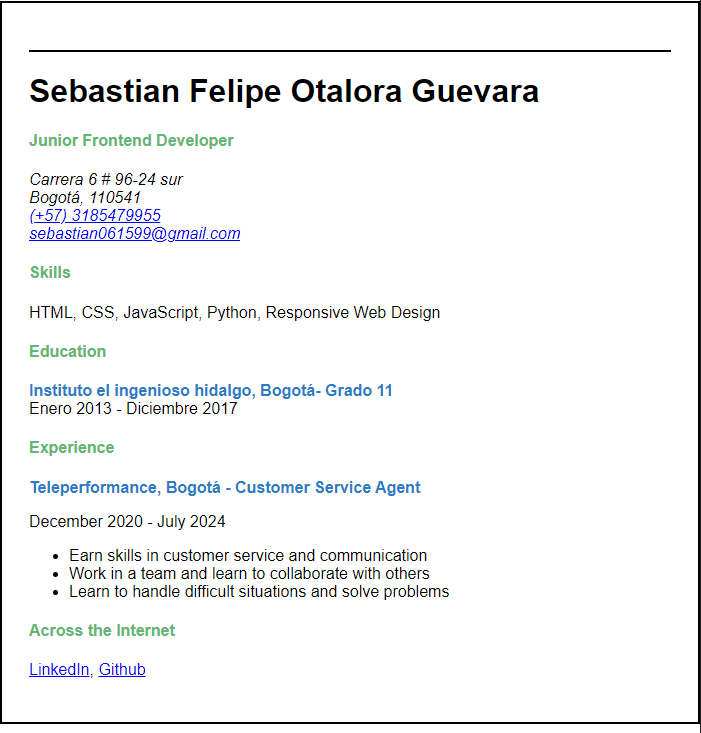 Sebastian Felipe Otalora Guevara
Junior Frontend Developer
Carrera 6 # 96-24 sur
Bogotá, 110541
(+57) 3185479955
sebastian061599@gmail.com
Skills
HTML, CSS, JavaScript, Python, Responsive Web Design
Education
Instituto el ingenioso hidalgo, Bogotá- Grado 11
Enero 2013 - Diciembre 2017
Experience
Teleperformance, Bogotá - Customer Service Agent
December 2020 - July 2024
• Earn skills in customer service and communication
• Work in a team and learn to collaborate with others
• Learn to handle difficult situations and solve problems
Across the Internet
LinkedIn, Github